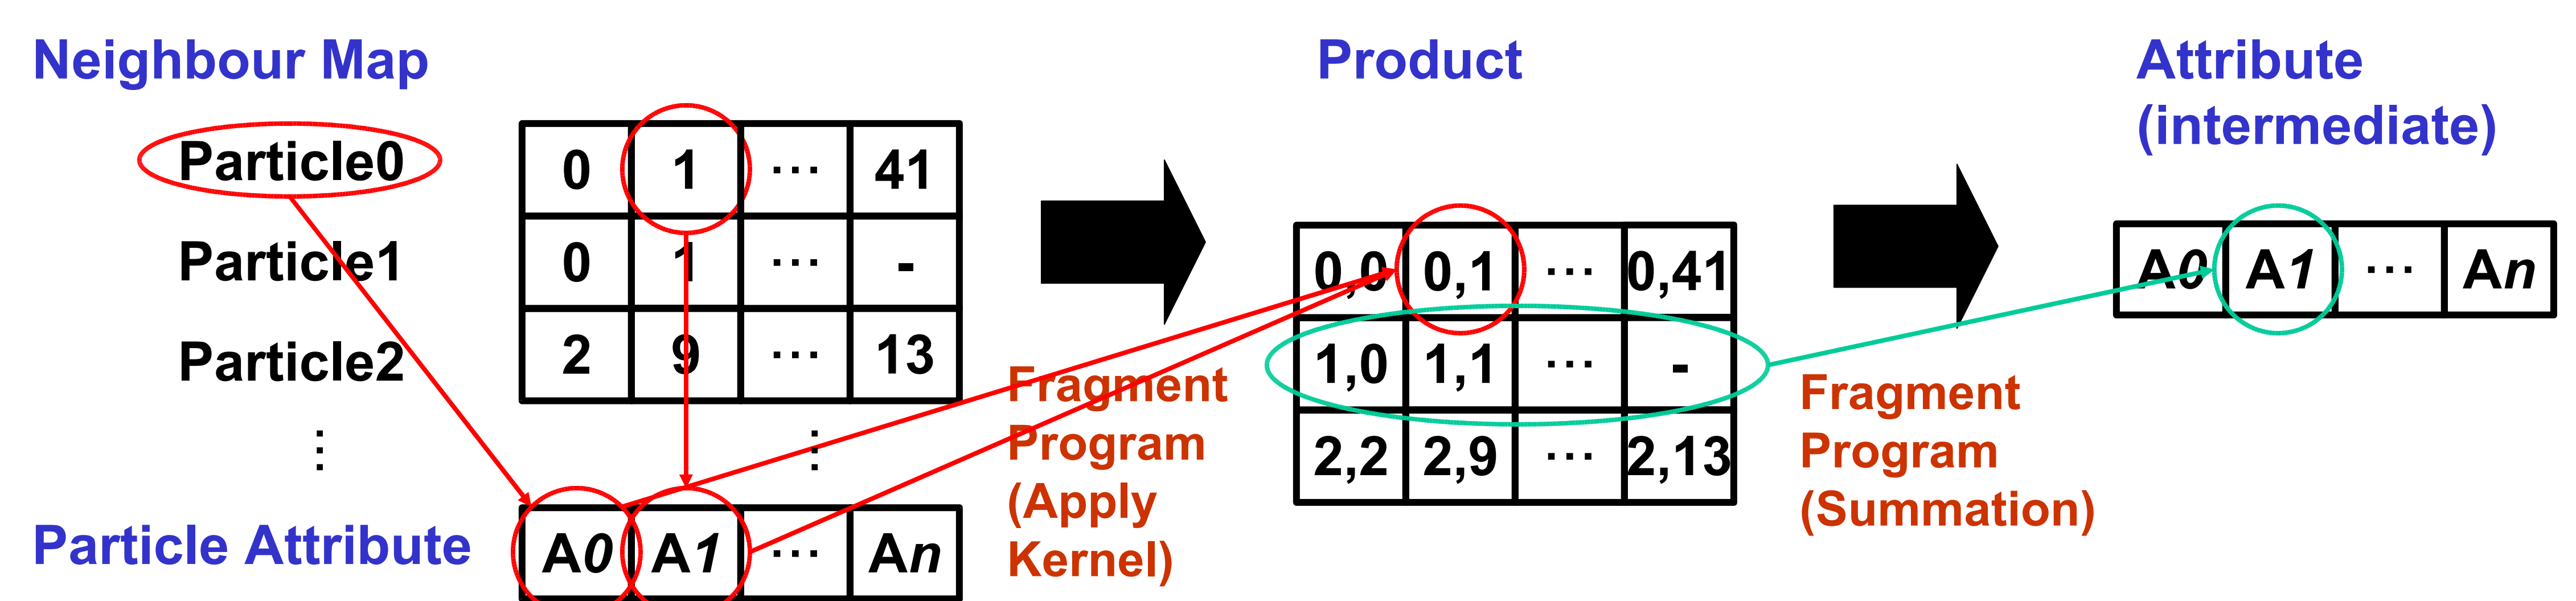 Neighbour Map
Particle0
0 1 ⋯ 41
Particle1
0 1 ⋯ -
Particle2
2 9 ⋯ 13
⋮ ⋮
Particle Attribute
A0 A1 ⋯ An
Fragment
Program
(Apply
Kernel)
Product
0,0 0,1 ⋯ 0,41
1,0 1,1 ⋯ -
2,2 2,9 ⋯ 2,13
Fragment
Program
(Summation)
Attribute
(intermediate)
A0 A1 ⋯ An